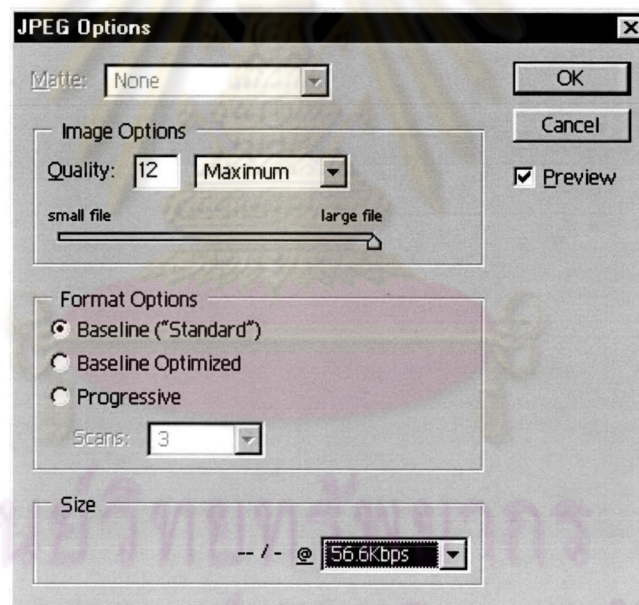 JPEG Options
Matte: None
OK
Cancel
Preview
Image Options
Quality: 12 Maximum
small file large file
Format Options
Baseline ("Standard")
Baseline Optimized
Progressive
Scans: 3
Size
-- / - @ 56.6Kbps